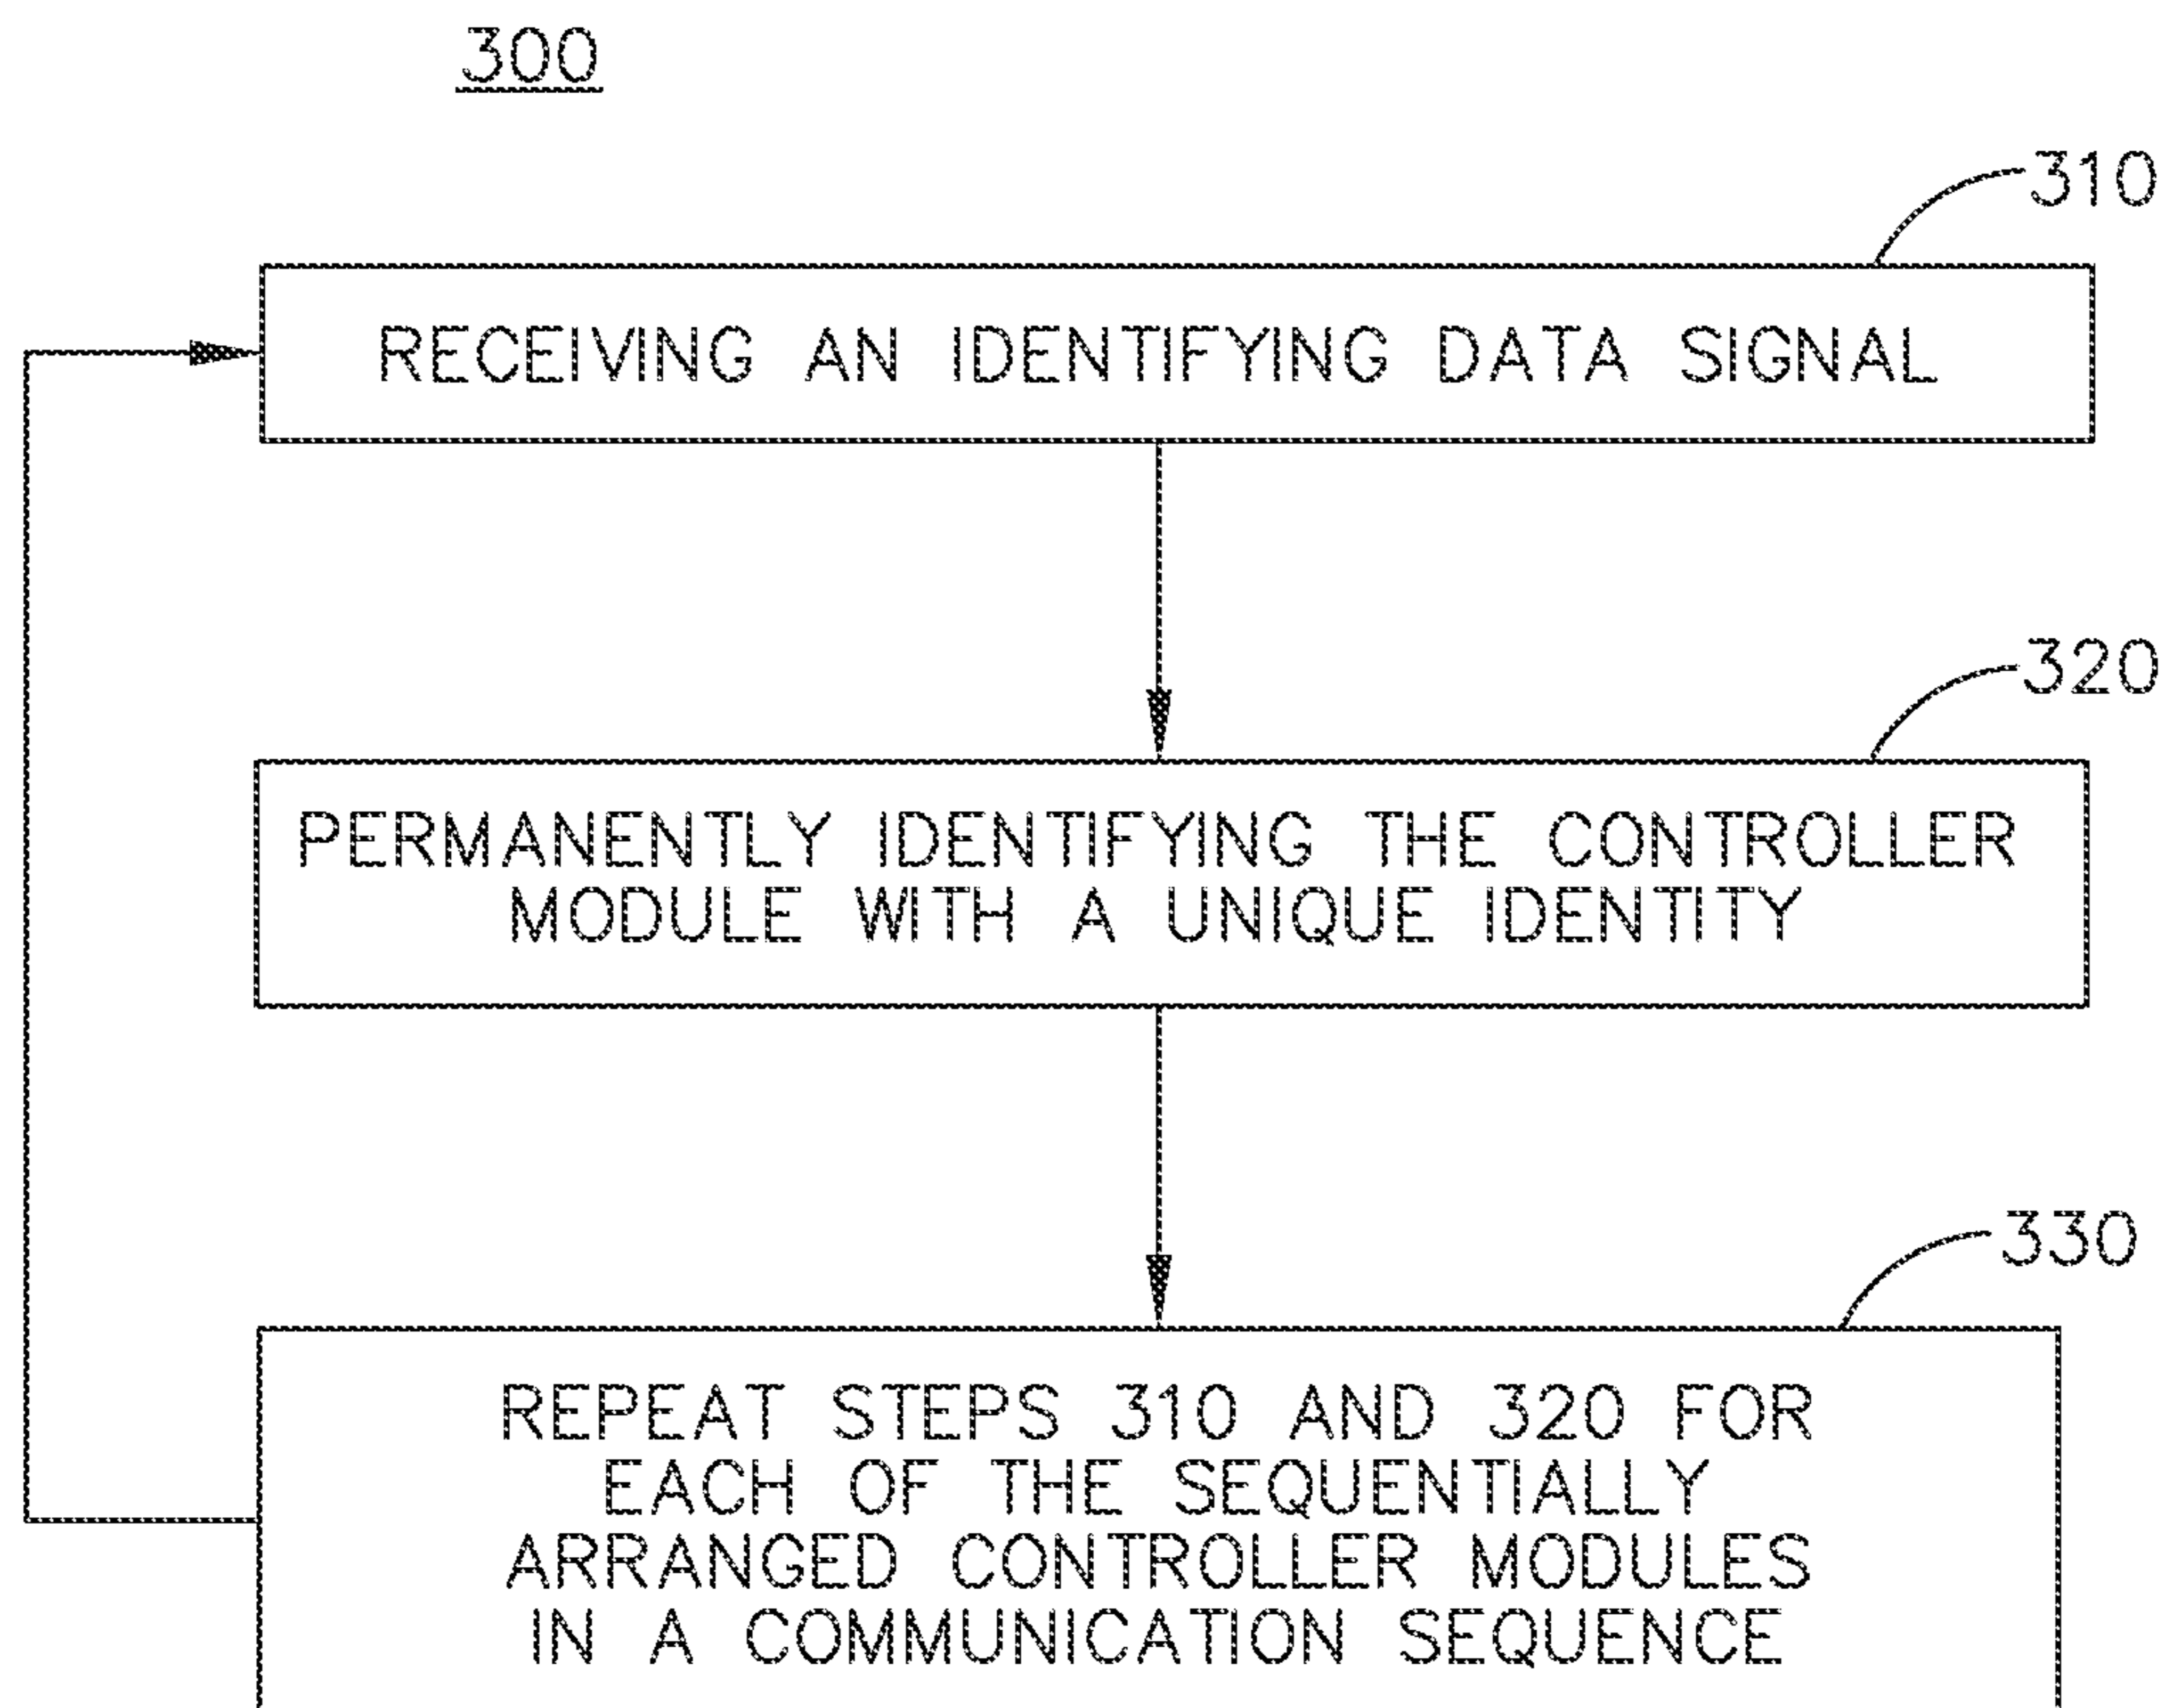 300
310
RECEIVING AN IDENTIFYING DATA SIGNAL
320
PERMANENTLY IDENTIFYING THE CONTROLLER
MODULE WITH A UNIQUE IDENTITY
330
REPEAT STEPS 310 AND 320 FOR
EACH OF THE SEQUENTIALLY
ARRANGED CONTROLLER MODULES
IN A COMMUNICATION SEQUENCE